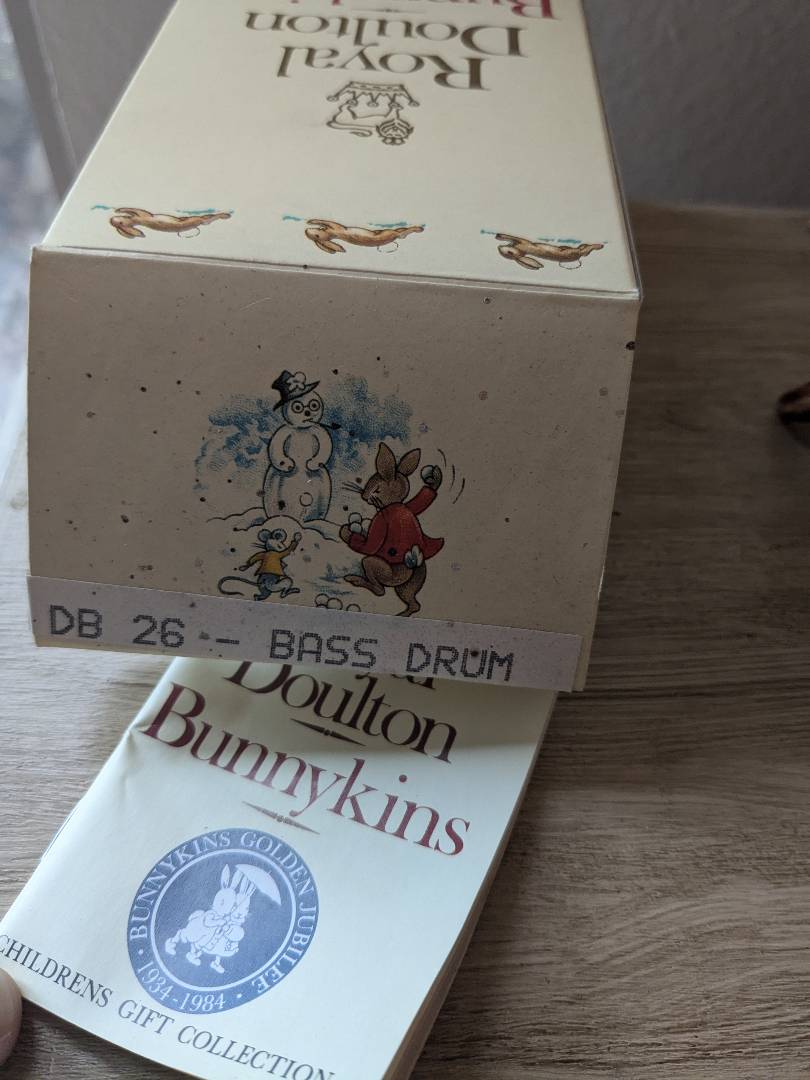 Royal
Doulton
DB 26 - BASS DRUM
Doulton
Bunnykins
BUNNYKINS GOLDEN JUBILEE
1934-1984
CHILDRENS GIFT COLLECTION